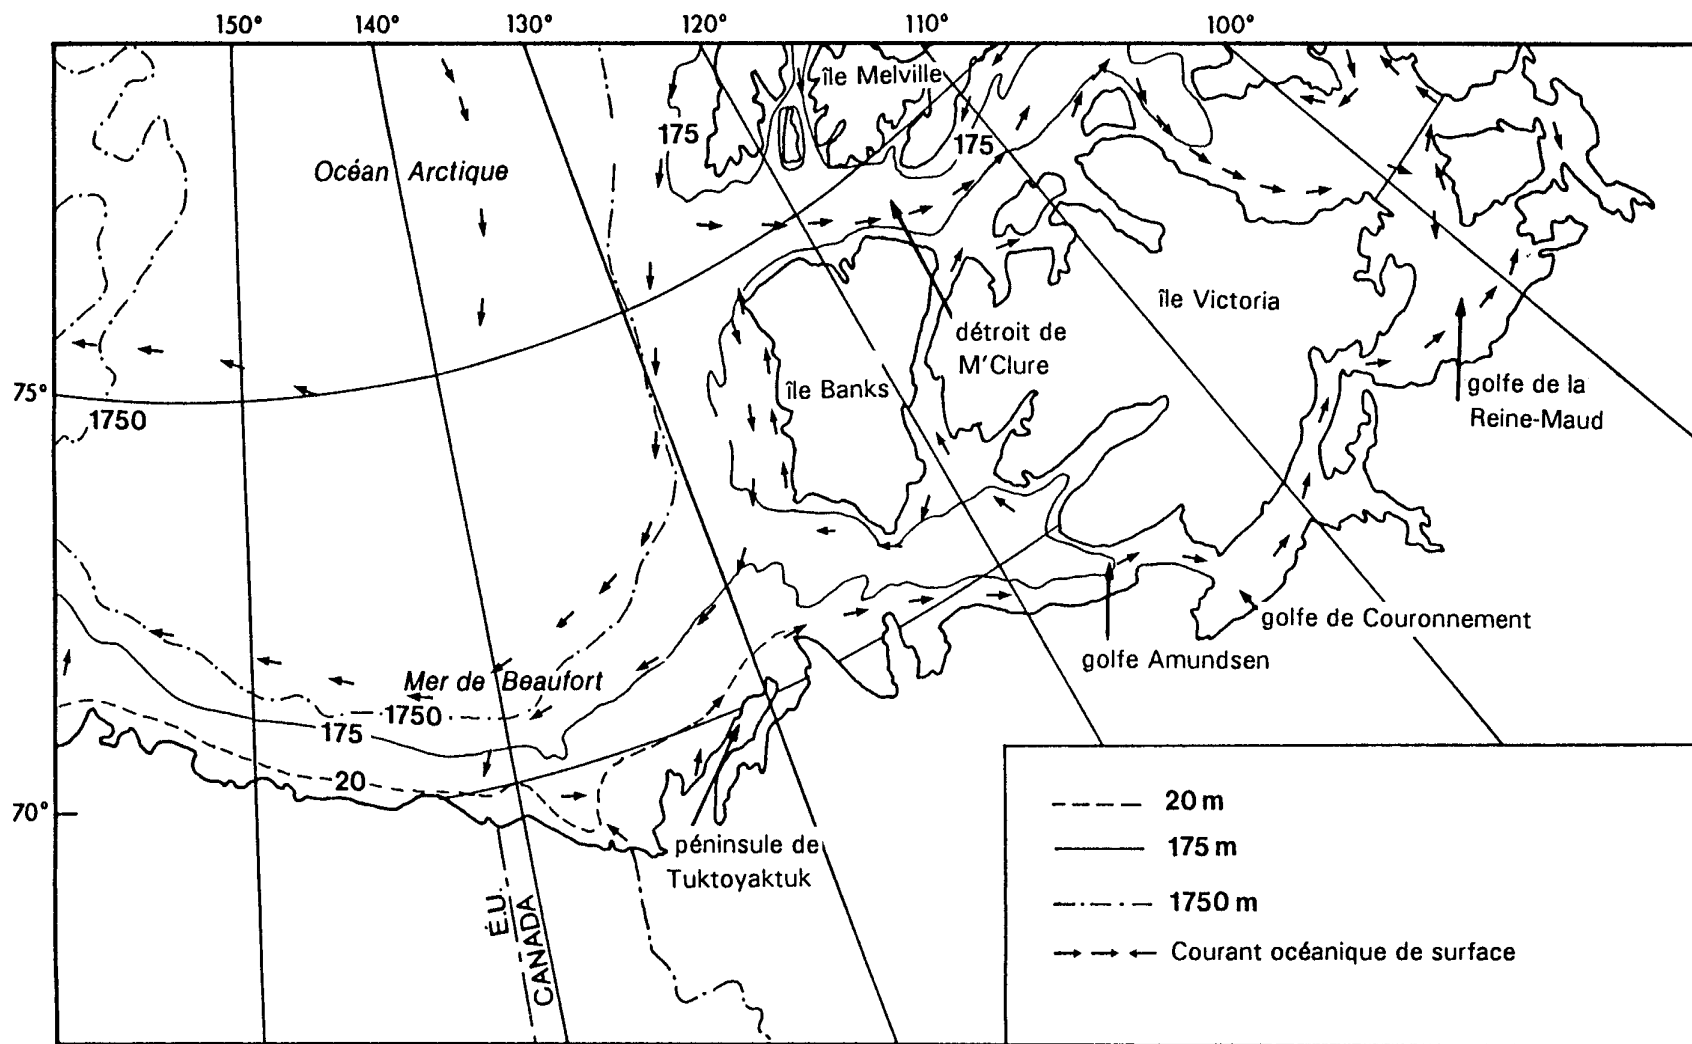 150° 140° 130° 120° 110° 100°
île Melville
175
175
Océan Arctique
île Victoria
détroit de
M'Clure
île Banks
75°
1750
golfe de la
Reine-Maud
golfe de Couronnement
golfe Amundsen
Mer de Beaufort
1750
175
20
70°
péninsule de
Tuktoyaktuk
É.U.
CANADA
20 m
175 m
1750 m
Courant océanique de surface